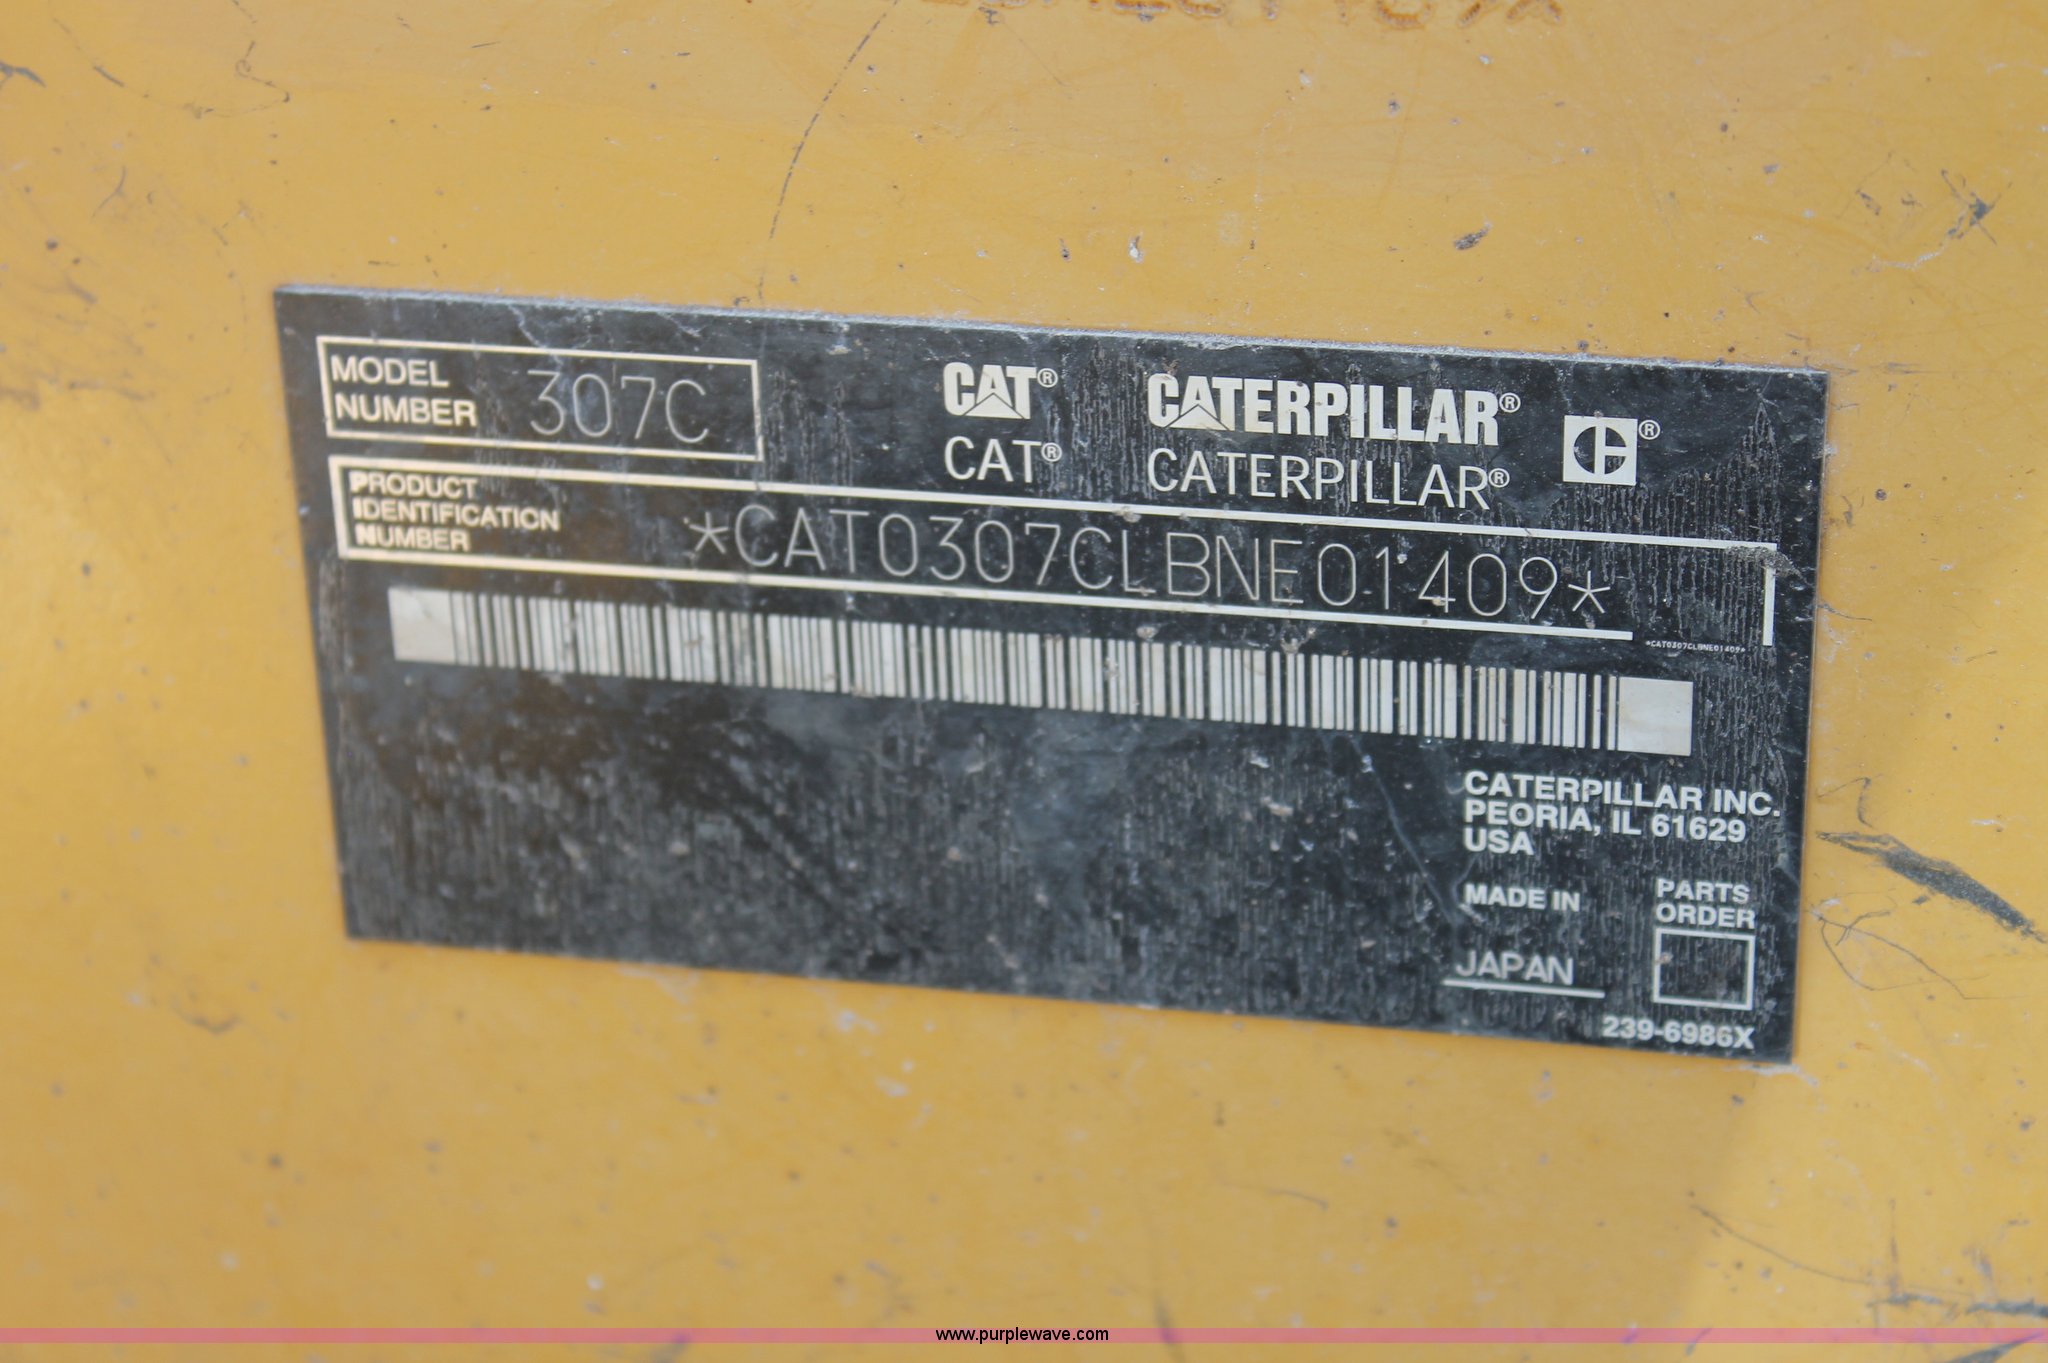 MODEL
NUMBER
307C
CAT® CATERPILLAR®
CAT® CATERPILLAR®
PRODUCT
IDENTIFICATION
NUMBER
*CAT0307CLBNE01409*
*CAT0307CLBNE01409*
CATERPILLAR INC.
PEORIA, IL 61629
USA
MADE IN
JAPAN
PARTS
ORDER
239-6986X
www.purplewave.com